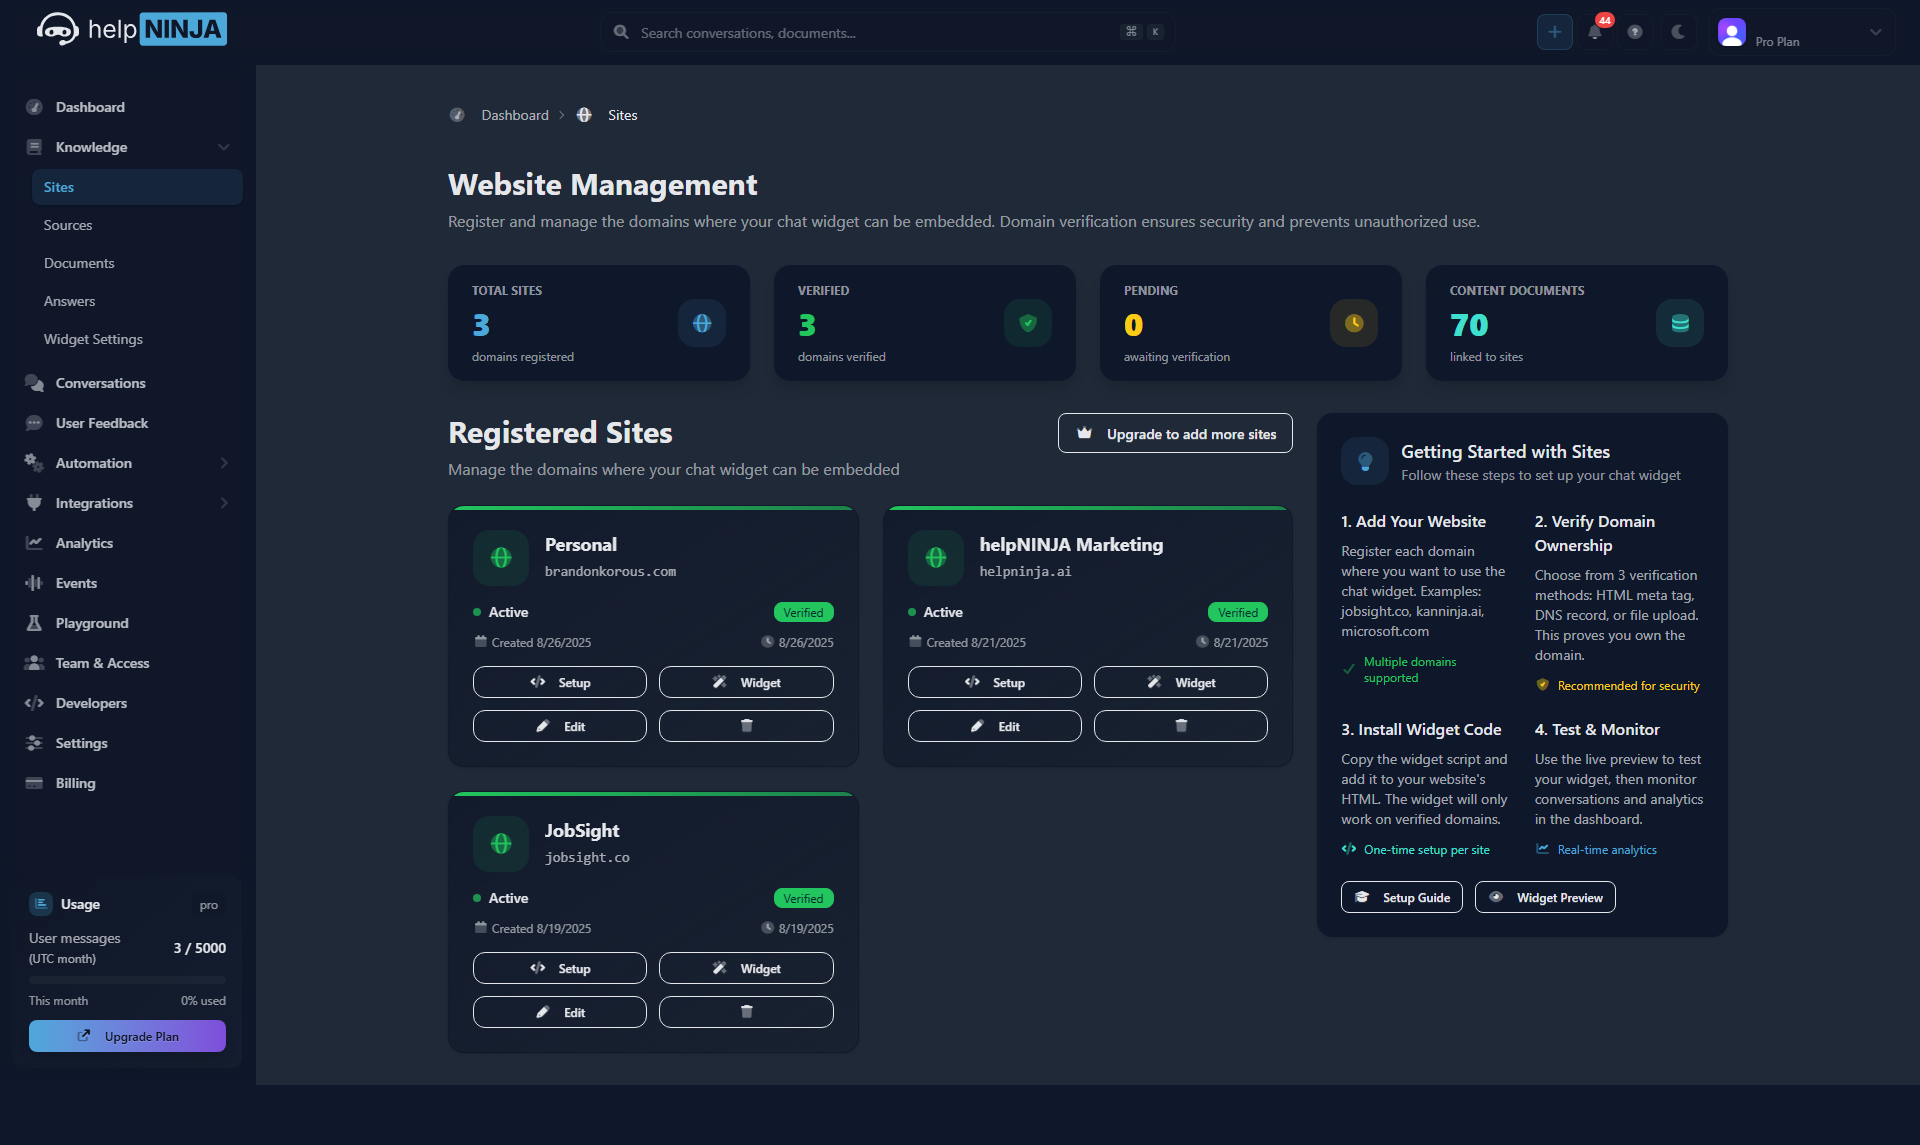 help NINJA
Search conversations, documents...
⌘ K
44
Pro Plan
Dashboard
Knowledge
Sites
Sources
Documents
Answers
Widget Settings
Conversations
User Feedback
Automation
Integrations
Analytics
Events
Playground
Team & Access
Developers
Settings
Billing
Usage
pro
User messages
(UTC month)
3 / 5000
This month
0% used
Upgrade Plan
Dashboard
Sites
Website Management
Register and manage the domains where your chat widget can be embedded. Domain verification ensures security and prevents unauthorized use.
TOTAL SITES
3
domains registered
VERIFIED
3
domains verified
PENDING
0
awaiting verification
CONTENT DOCUMENTS
70
linked to sites
Registered Sites
Manage the domains where your chat widget can be embedded
Upgrade to add more sites
Personal
brandonkorous.com
Active
Verified
Created 8/26/2025
8/26/2025
Setup
Widget
Edit
helpNINJA Marketing
helpninja.ai
Active
Verified
Created 8/21/2025
8/21/2025
Setup
Widget
Edit
JobSight
jobsight.co
Active
Verified
Created 8/19/2025
8/19/2025
Setup
Widget
Edit
Getting Started with Sites
Follow these steps to set up your chat widget
1. Add Your Website
Register each domain
where you want to use the
chat widget. Examples:
jobsight.co, kanninja.ai,
microsoft.com
Multiple domains
supported
2. Verify Domain
Ownership
Choose from 3 verification
methods: HTML meta tag,
DNS record, or file upload.
This proves you own the
domain.
Recommended for security
3. Install Widget Code
Copy the widget script and
add it to your website's
HTML. The widget will only
work on verified domains.
One-time setup per site
4. Test & Monitor
Use the live preview to test
your widget, then monitor
conversations and analytics
in the dashboard.
Real-time analytics
Setup Guide
Widget Preview